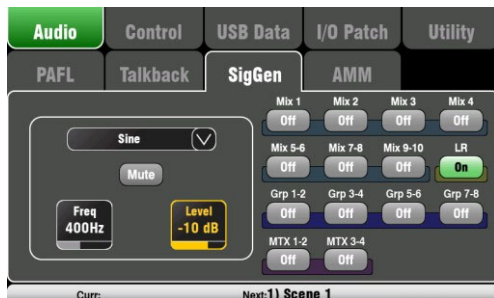 Audio Control USB Data I/O Patch Utility
PAFL Talkback SigGen AMM
Mix 1 Mix 2 Mix 3 Mix 4
Off Off Off Off
Sine
Mix 5-6 Mix 7-8 Mix 9-10 LR
Off Off Off On
Mute
Grp 1-2 Grp 3-4 Grp 5-6 Grp 7-8
Off Off Off Off
Freq Level
400Hz -10 dB
MTX 1-2 MTX 3-4
Off Off
Curr: Next:1) Scene 1